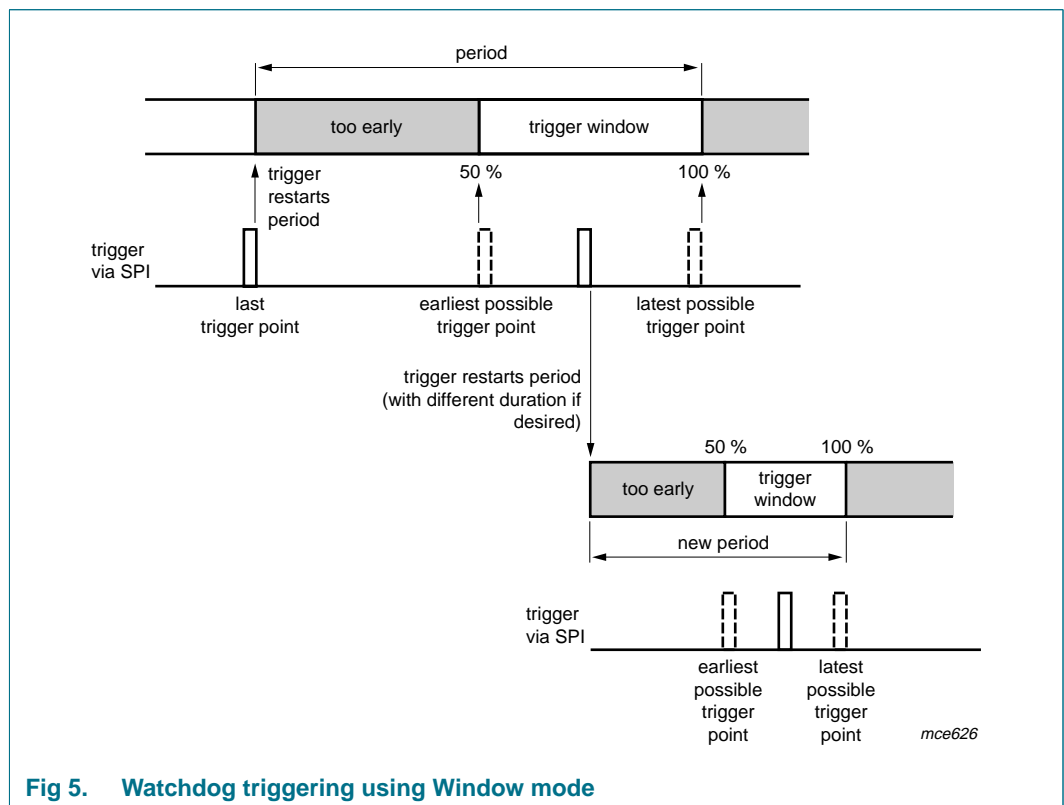 period
too early
trigger window
trigger
restarts
period
50 %
100 %
trigger
via SPI
last
trigger point
earliest possible
trigger point
latest possible
trigger point
trigger restarts period
(with different duration if
desired)
50 %
100 %
too early
trigger
window
new period
trigger
via SPI
earliest
possible
trigger
point
latest
possible
trigger
point
mce626
Fig 5. Watchdog triggering using Window mode